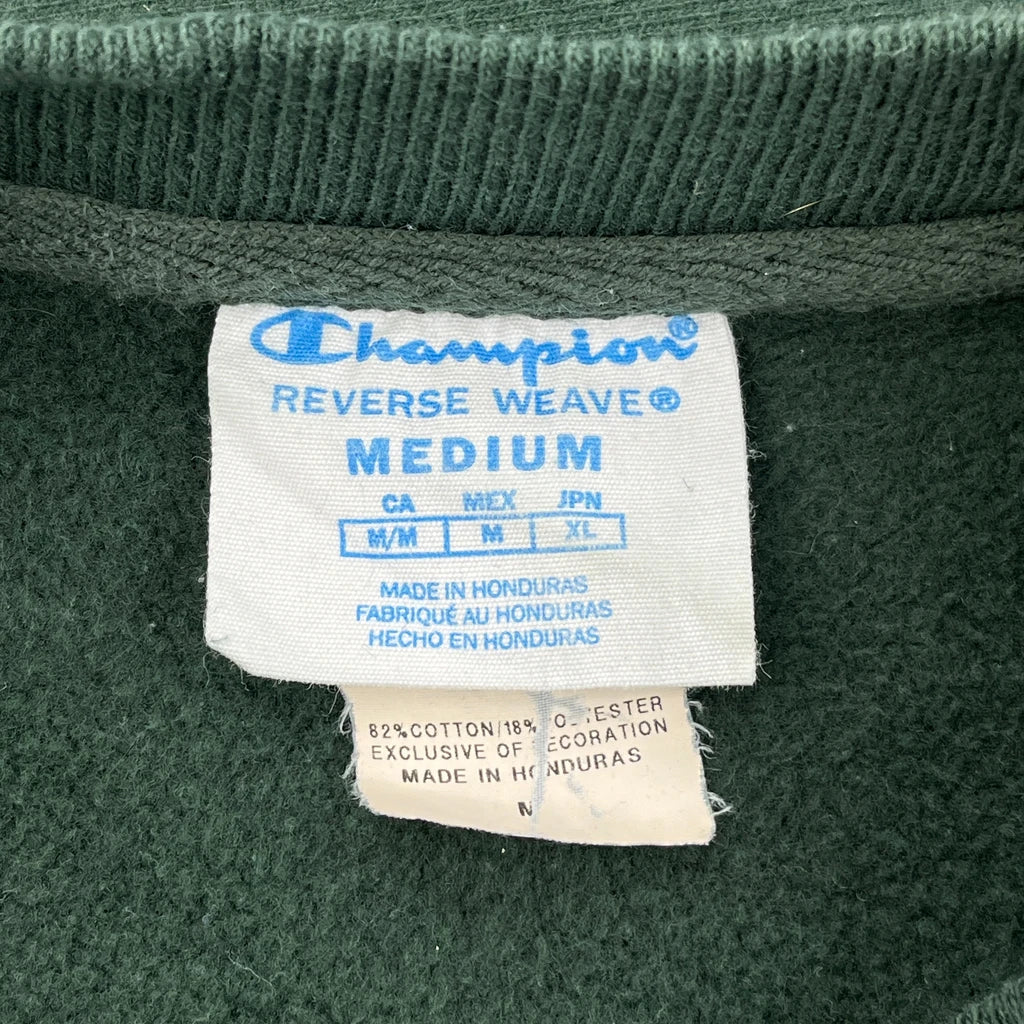 Champion®
REVERSE WEAVE®
MEDIUM
CA MEX JPN
M/M M XL
MADE IN HONDURAS
FABRIQUÉ AU HONDURAS
HECHO EN HONDURAS
82% COTTON/18%
EXCLUSIVE OF
MADE IN HONDURAS
M